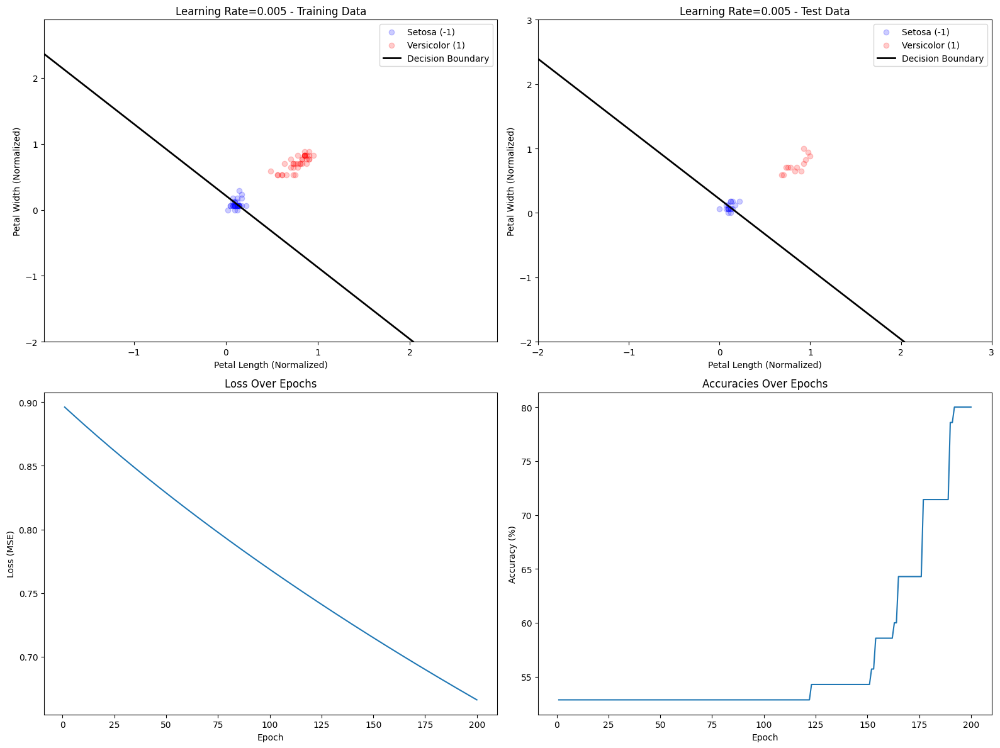 Learning Rate=0.005 - Training Data
Setosa (-1)
Versicolor (1)
Decision Boundary
Petal Width (Normalized)
2
1
0
−1
−2
−1
0
1
2
Petal Length (Normalized)
Learning Rate=0.005 - Test Data
Setosa (-1)
Versicolor (1)
Decision Boundary
Petal Width (Normalized)
3
2
1
0
−1
−2
−2
−1
0
1
2
3
Petal Length (Normalized)
Loss Over Epochs
Loss (MSE)
0.90
0.85
0.80
0.75
0.70
0
25
50
75
100
125
150
175
200
Epoch
Accuracies Over Epochs
Accuracy (%)
80
75
70
65
60
55
0
25
50
75
100
125
150
175
200
Epoch